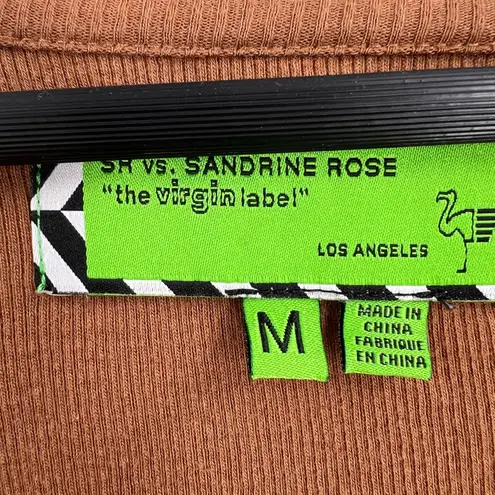 SR vs. SANDRINE ROSE
"the virgin label"
LOS ANGELES
M
MADE IN
CHINA
FABRIQUE
EN CHINA